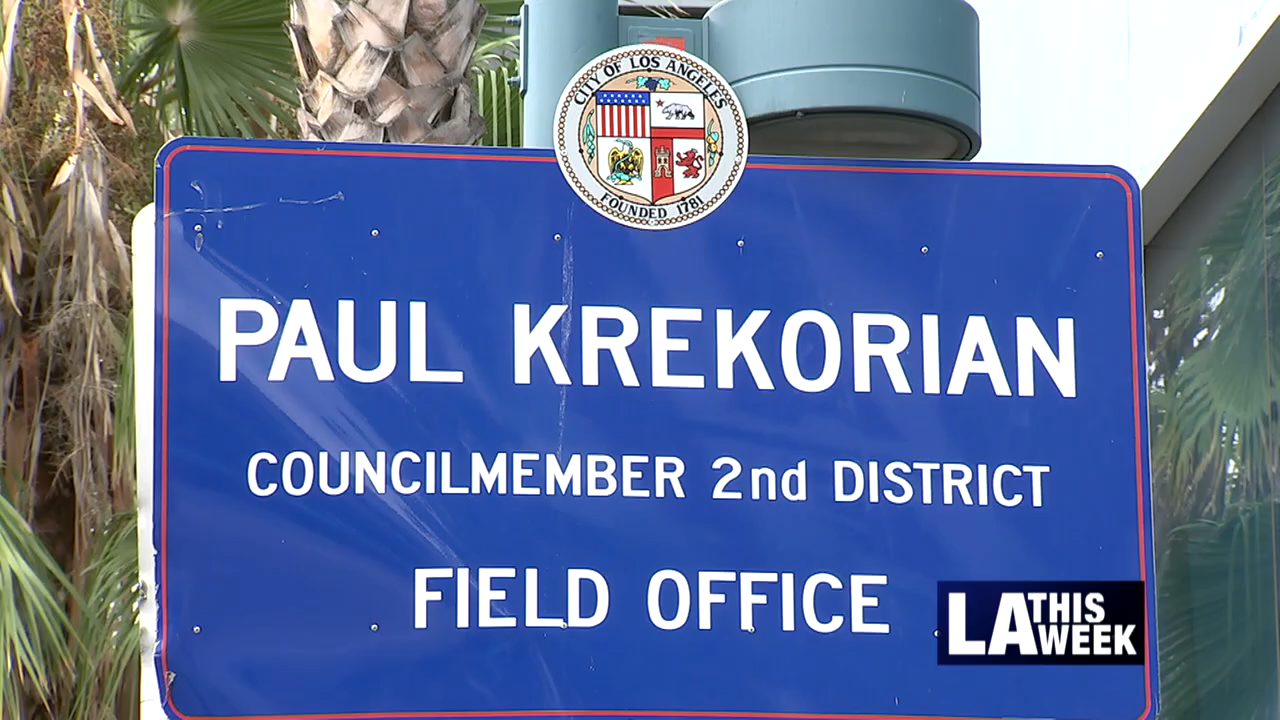 CITY OF LOS ANGELES
FOUNDED 1781
PAUL KREKORIAN
COUNCILMEMBER 2nd DISTRICT
FIELD OFFICE
LA THIS WEEK